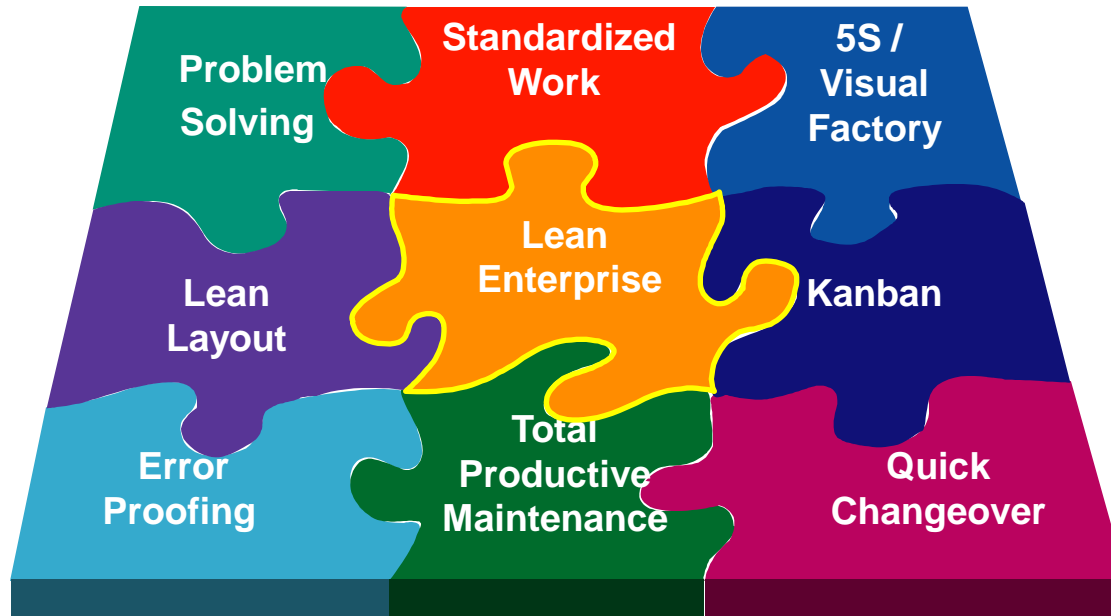 Problem
Solving
Standardized
Work
5S /
Visual
Factory
Lean
Layout
Lean
Enterprise
Kanban
Error
Proofing
Total
Productive
Maintenance
Quick
Changeover